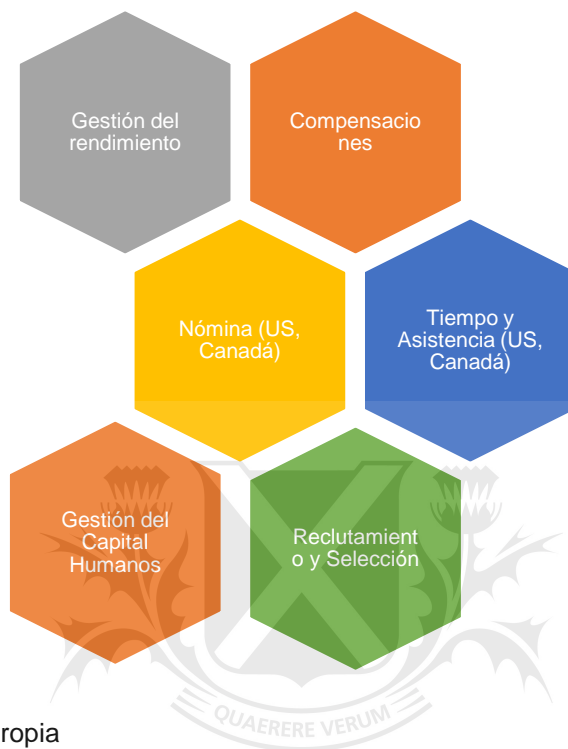 Gestión del
rendimiento
Compensacio
nes
Nómina (US,
Canadá)
Tiempo y
Asistencia (US,
Canadá)
Gestión del
Capital
Humanos
Reclutamient
o y Selección
QUAERERE VERUM
ropia